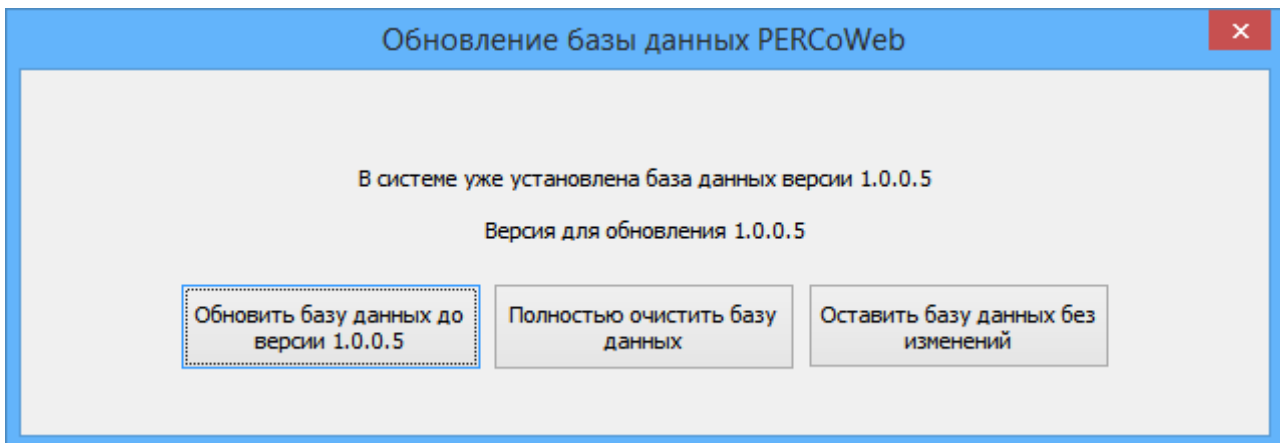 Обновление базы данных PERCoWeb
В системе уже установлена база данных версии 1.0.0.5
Версия для обновления 1.0.0.5
Обновить базу данных до
версии 1.0.0.5
Полностью очистить базу
данных
Оставить базу данных без
изменений